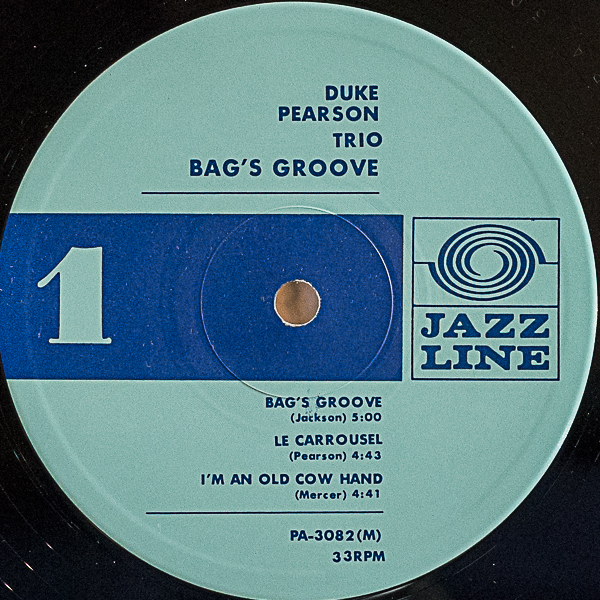 DUKE
PEARSON
TRIO
BAG'S GROOVE
1
JAZZ
LINE
BAG'S GROOVE
(Jackson) 5:00
LE CARROUSEL
(Pearson) 4:43
I'M AN OLD COW HAND
(Mercer) 4:41
PA-3082(M)
33RPM